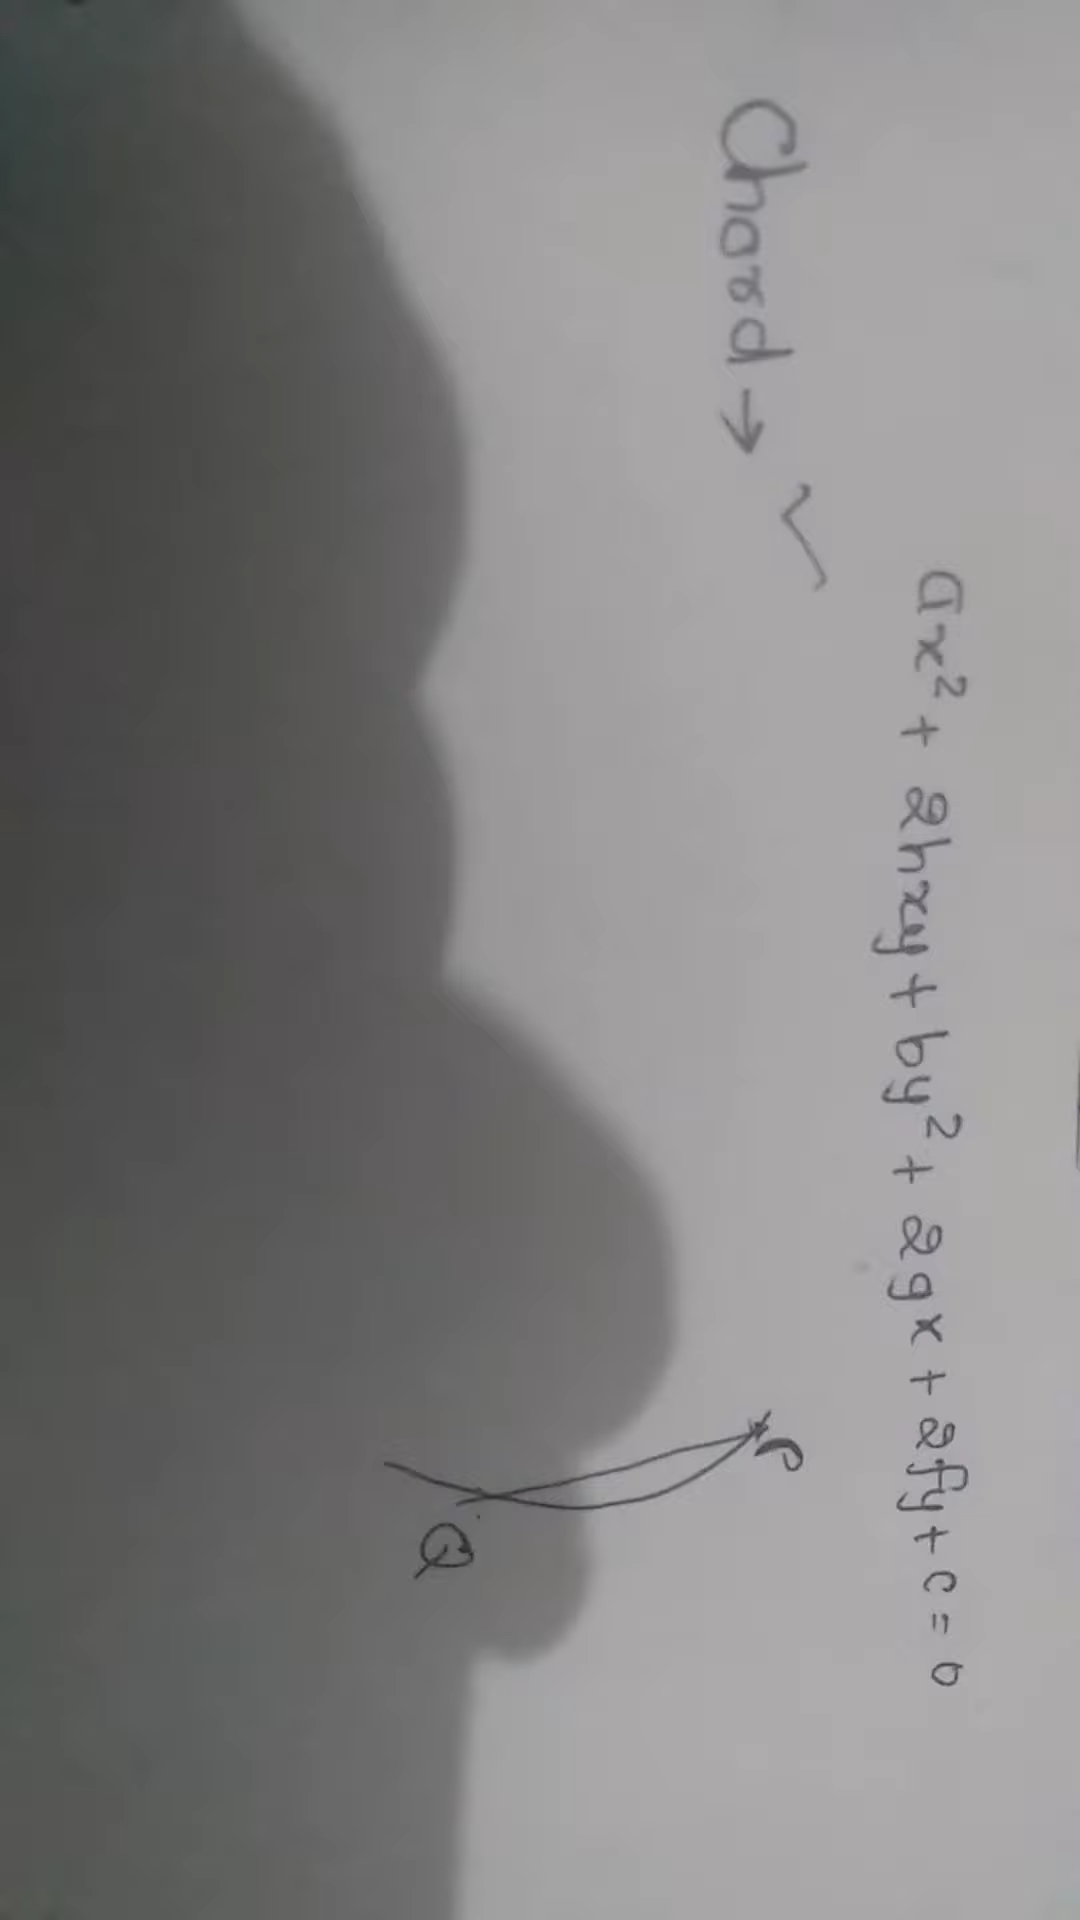 ax² + 2hxy + by² + 2gx + 2fy + c = 0
Chord →
P
Q